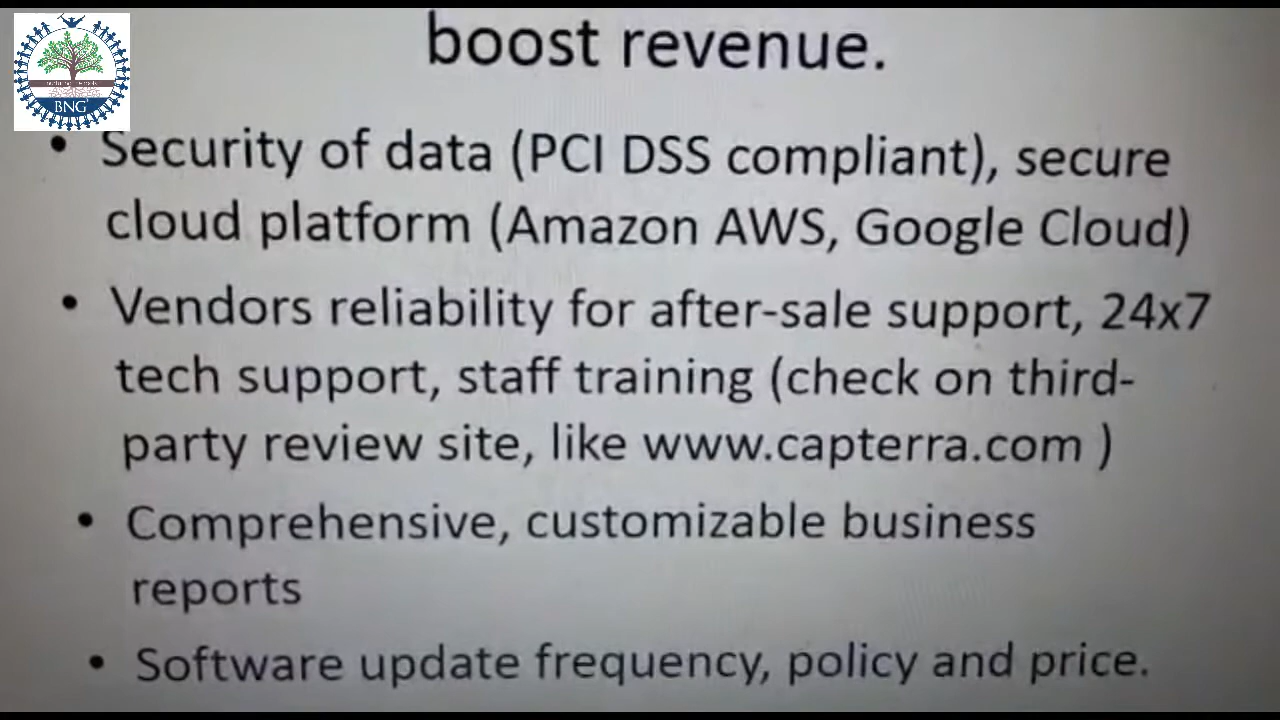 boost revenue.
BNG
• Security of data (PCI DSS compliant), secure
cloud platform (Amazon AWS, Google Cloud)
• Vendors reliability for after-sale support, 24x7
tech support, staff training (check on third-
party review site, like www.capterra.com )
• Comprehensive, customizable business
reports
• Software update frequency, policy and price.